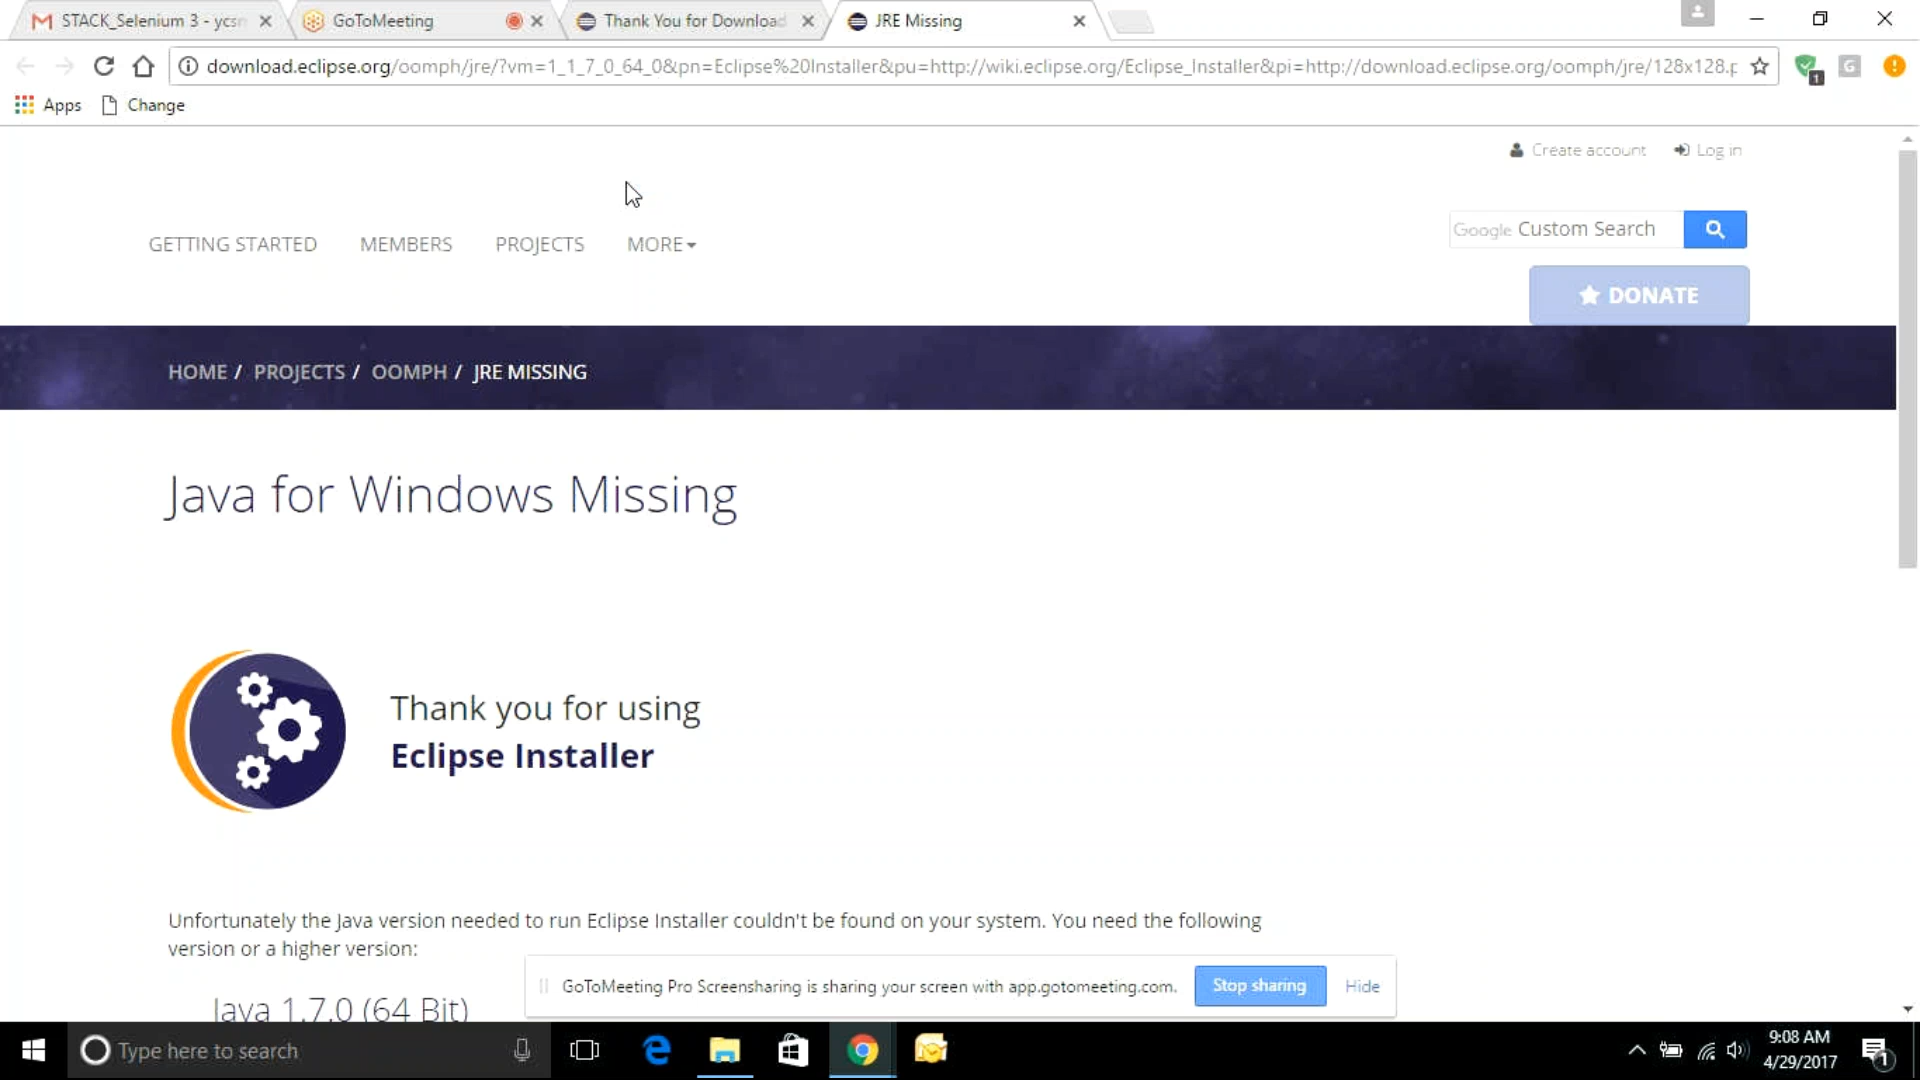 STACK_Selenium 3 - ycsn
GoToMeeting
Thank You for Download
JRE Missing
download.eclipse.org/oomph/jre/?vm=1_1_7_0_64_0&pn=Eclipse%20Installer&pu=http://wiki.eclipse.org/Eclipse_Installer&pi=http://download.eclipse.org/oomph/jre/128x128.p
G
1
Apps
Change
Create account
Log in
GETTING STARTED
MEMBERS
PROJECTS
MORE
Google Custom Search
DONATE
HOME / PROJECTS / OOMPH / JRE MISSING
Java for Windows Missing
Thank you for using
Eclipse Installer
Unfortunately the Java version needed to run Eclipse Installer couldn't be found on your system. You need the following
version or a higher version:
Java 1.7.0 (64 Bit)
GoToMeeting Pro Screensharing is sharing your screen with app.gotomeeting.com.
Stop sharing
Hide
Type here to search
9:08 AM
4/29/2017
1